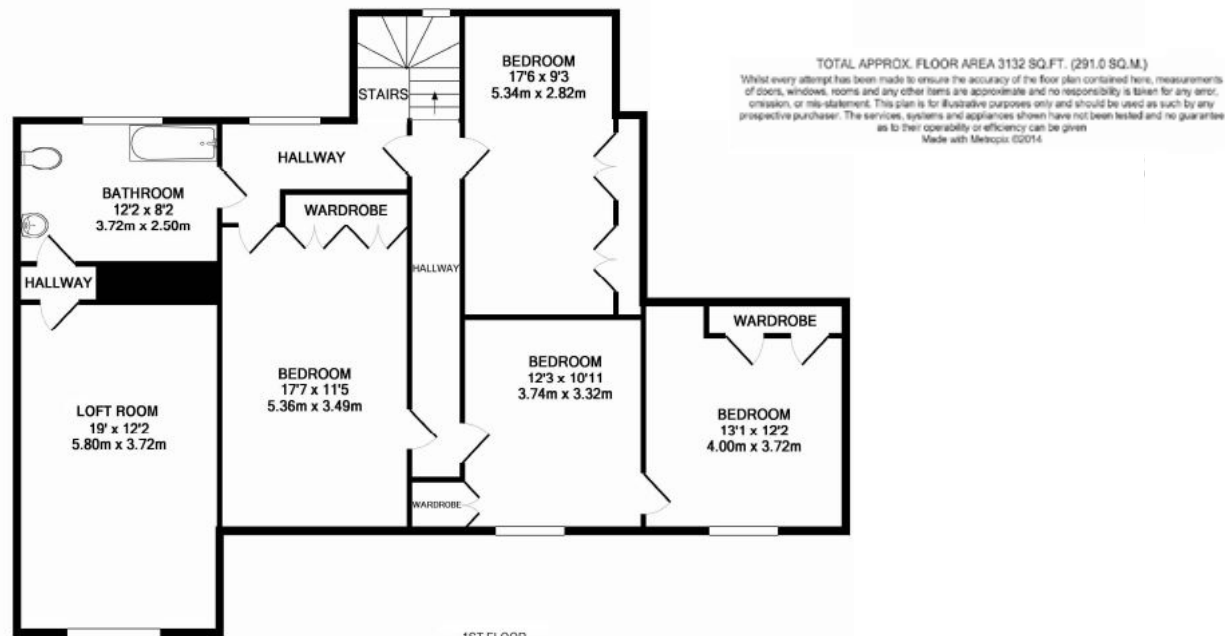 STAIRS
BEDROOM
17'6 x 9'3
5.34m x 2.82m
TOTAL APPROX. FLOOR AREA 3132 SQ.FT. (291.0 SQ.M.)
Whilst every attempt has been made to ensure the accuracy of the floor plan contained here, measurements
of doors, windows, rooms and any other items are approximate and no responsibility is taken for any error,
omission, or mis-statement. This plan is for illustrative purposes only and should be used as such by any
prospective purchaser. The services, systems and appliances shown have not been tested and no guarantee
as to their operability or efficiency can be given
Made with Metropix ©2014
HALLWAY
BATHROOM
12'2 x 8'2
3.72m x 2.50m
WARDROBE
HALLWAY
HALLWAY
WARDROBE
LOFT ROOM
19' x 12'2
5.80m x 3.72m
BEDROOM
17'7 x 11'5
5.36m x 3.49m
BEDROOM
12'3 x 10'11
3.74m x 3.32m
BEDROOM
13'1 x 12'2
4.00m x 3.72m
WARDROBE
1ST FLOOR